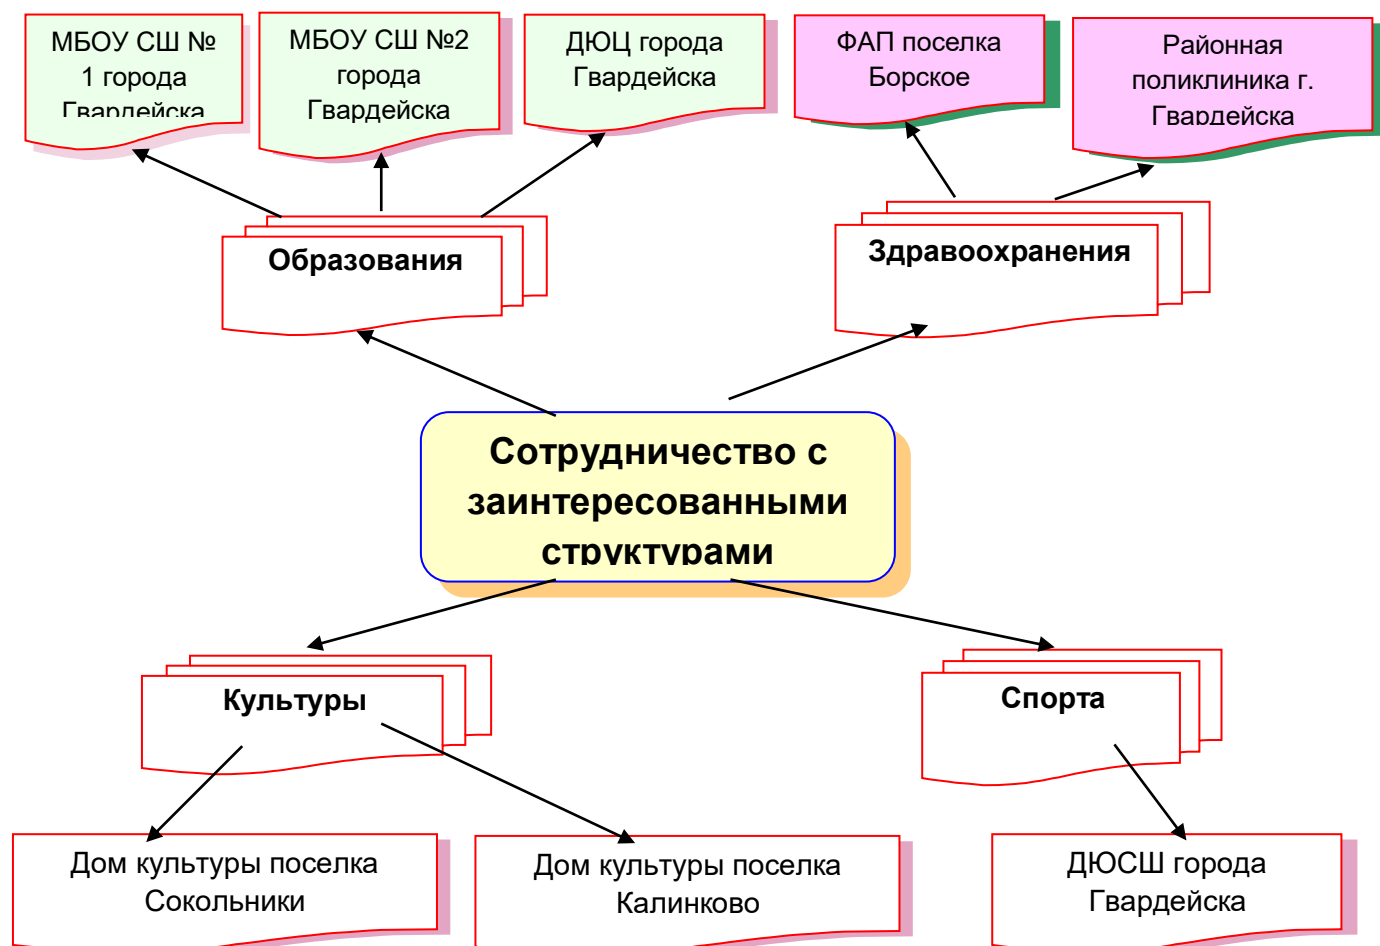 МБОУ СШ №
1 города
Гвардейска
МБОУ СШ №2
города
Гвардейска
ДЮЦ города
Гвардейска
ФАП поселка
Борское
Районная
поликлиника г.
Гвардейска
Образования
Здравоохранения
Сотрудничество с
заинтересованными
структурами
Культуры
Спорта
Дом культуры поселка
Сокольники
Дом культуры поселка
Калинково
ДЮСШ города
Гвардейска